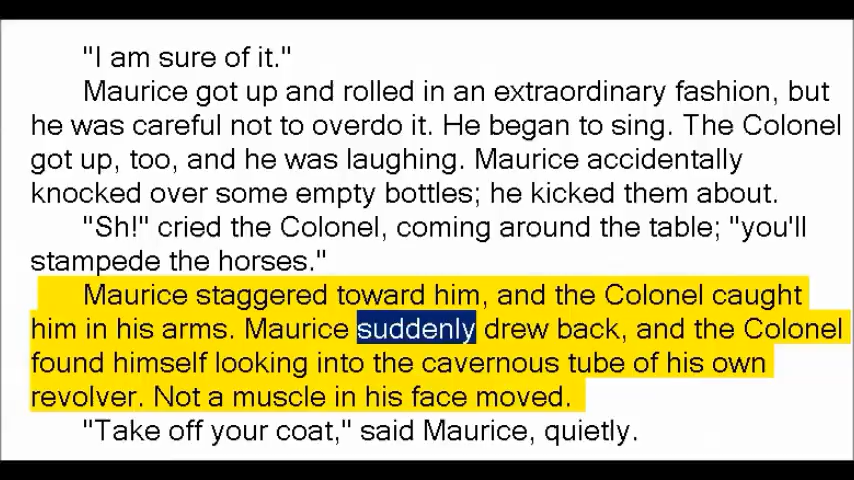 "I am sure of it."
Maurice got up and rolled in an extraordinary fashion, but
he was careful not to overdo it. He began to sing. The Colonel
got up, too, and he was laughing. Maurice accidentally
knocked over some empty bottles; he kicked them about.
"Sh!" cried the Colonel, coming around the table; "you'll
stampede the horses."
Maurice staggered toward him, and the Colonel caught
him in his arms. Maurice suddenly drew back, and the Colonel
found himself looking into the cavernous tube of his own
revolver. Not a muscle in his face moved.
"Take off your coat," said Maurice, quietly.